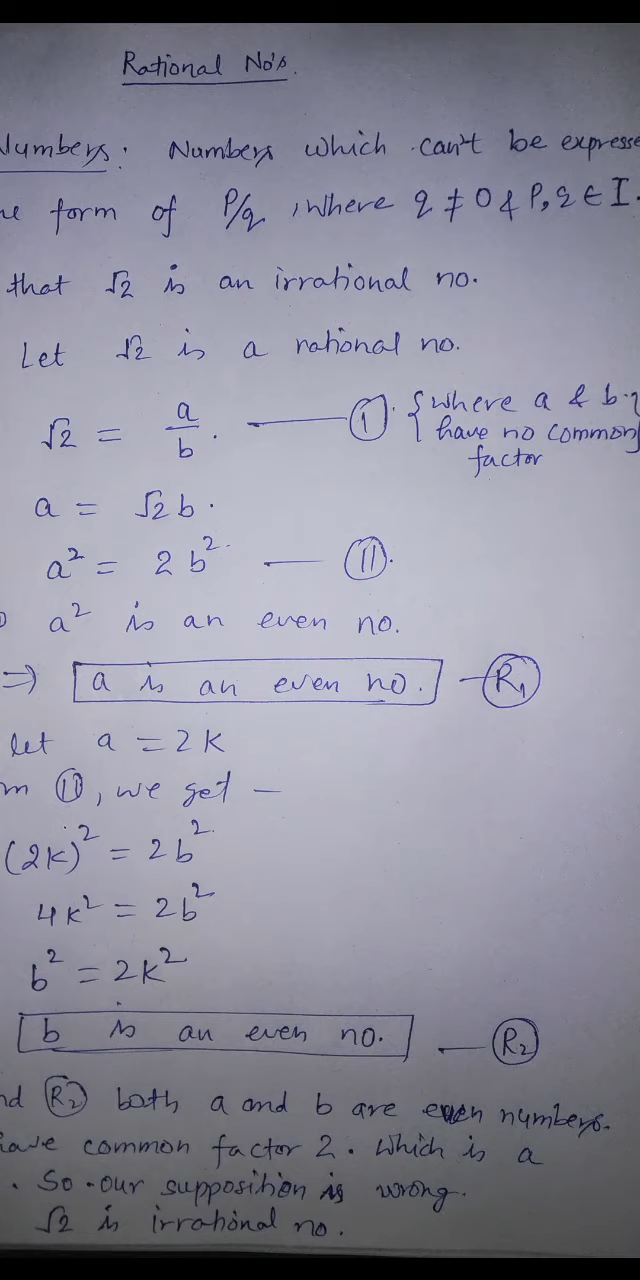 Rational No's.
Numbers: Numbers which can't be expresse
form of P/q, where q ≠ 0 & P, q ∈ I.
that √2 is an irrational no.
Let √2 is a rational no.
√2 = a/b. — (I). {where a & b
have no common
factor
a = √2 b.
a² = 2b². — (II).
a² is an even no.
⇒ a is an even no. — (R₁)
let a = 2K
m (II), we get —
(2K)² = 2b².
4K² = 2b²
b² = 2K²
b is an even no. — (R₂)
nd (R₂) both a and b are even numbers.
have common factor 2. Which is a
. So our supposition is wrong.
√2 is irrational no.